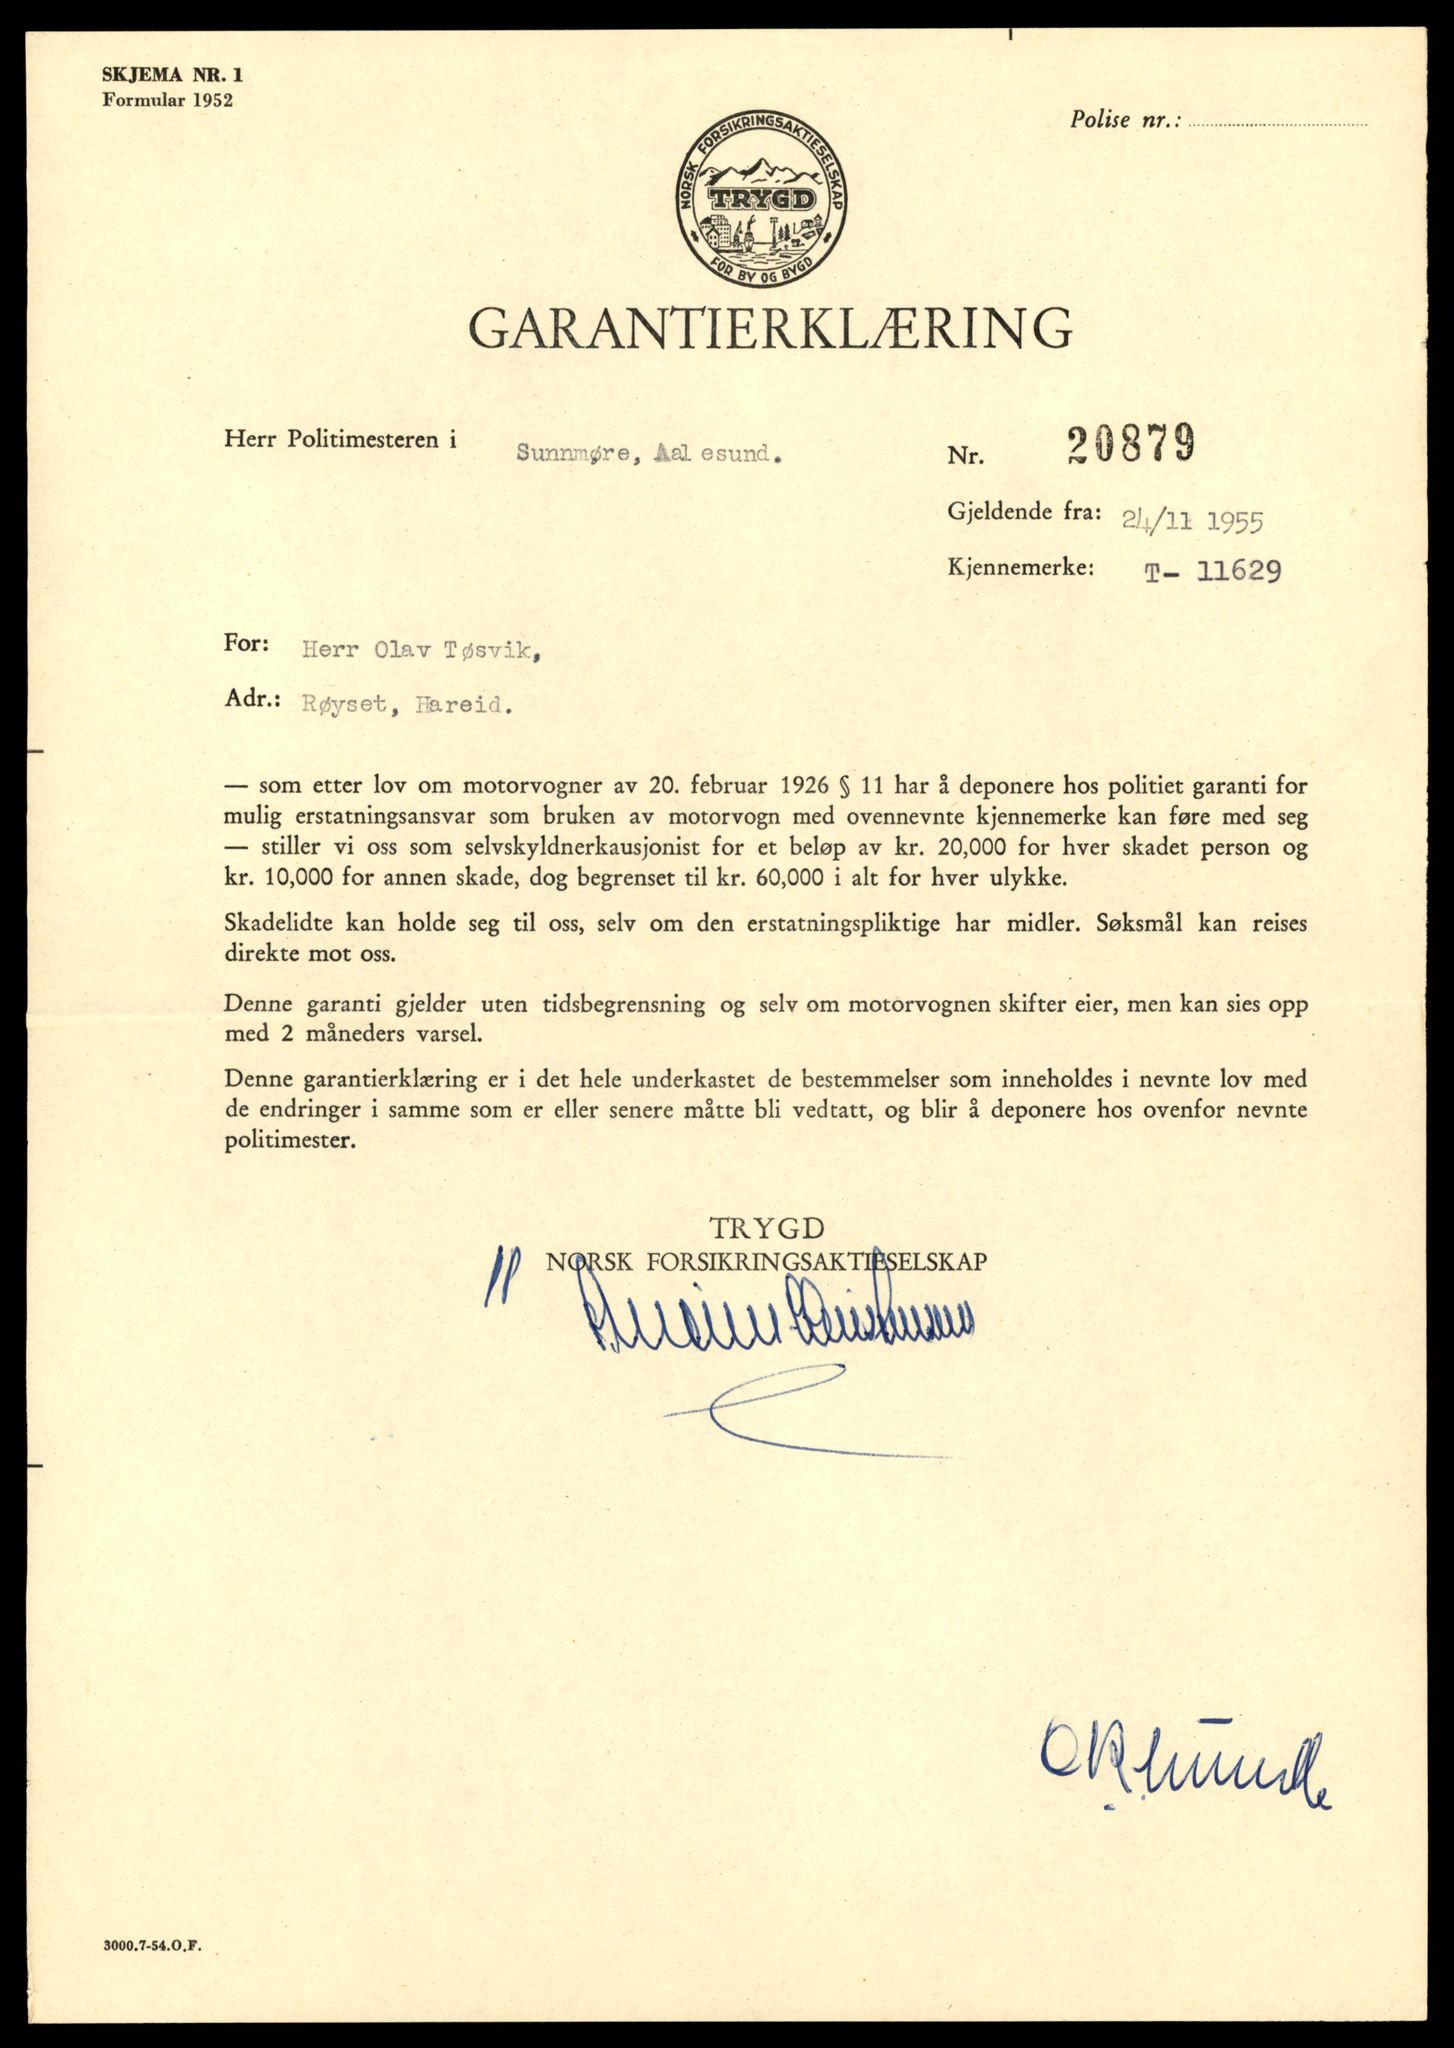 SKJEMA NR. 1
Formular 1952
Polise nr.:
NORSK FORSIKRINGSAKTIESELSKAP
TRYGD
FOR BY OG BYGD
GARANTIERKLÆRING
Herr Politimesteren i Sunnmøre, Aalesund.
Nr. 20879
Gjeldende fra: 24/11 1955
Kjennemerke: T- 11629
For: Herr Olav Tøsvik,
Adr.: Røyset, Hareid.
— som etter lov om motorvogner av 20. februar 1926 § 11 har å deponere hos politiet garanti for
mulig erstatningsansvar som bruken av motorvogn med ovennevnte kjennemerke kan føre med seg
— stiller vi oss som selvskyldnerkausjonist for et beløp av kr. 20,000 for hver skadet person og
kr. 10,000 for annen skade, dog begrenset til kr. 60,000 i alt for hver ulykke.
Skadelidte kan holde seg til oss, selv om den erstatningspliktige har midler. Søksmål kan reises
direkte mot oss.
Denne garanti gjelder uten tidsbegrensning og selv om motorvognen skifter eier, men kan sies opp
med 2 måneders varsel.
Denne garantierklæring er i det hele underkastet de bestemmelser som inneholdes i nevnte lov med
de endringer i samme som er eller senere måtte bli vedtatt, og blir å deponere hos ovenfor nevnte
politimester.
TRYGD
NORSK FORSIKRINGSAKTIESELSKAP
3000.7-54.O.F.